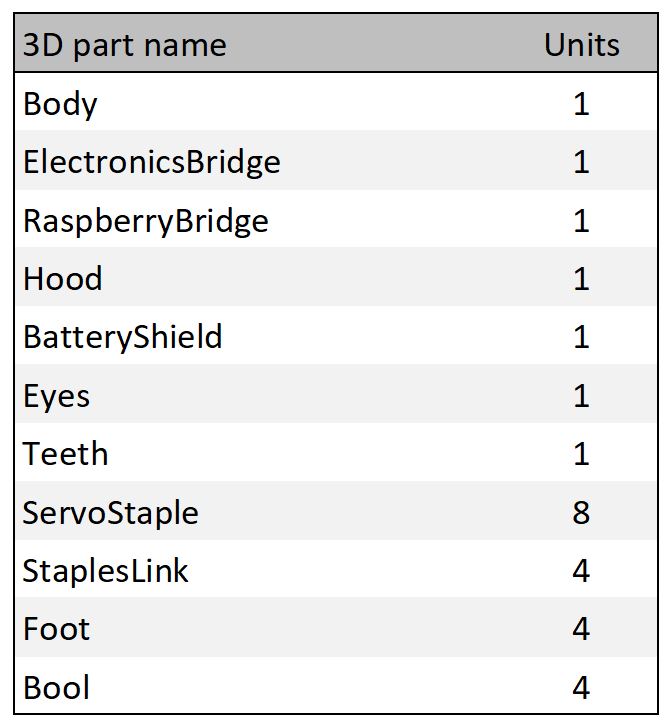 3D part name Units
Body 1
ElectronicsBridge 1
RaspberryBridge 1
Hood 1
BatteryShield 1
Eyes 1
Teeth 1
ServoStaple 8
StaplesLink 4
Foot 4
Bool 4